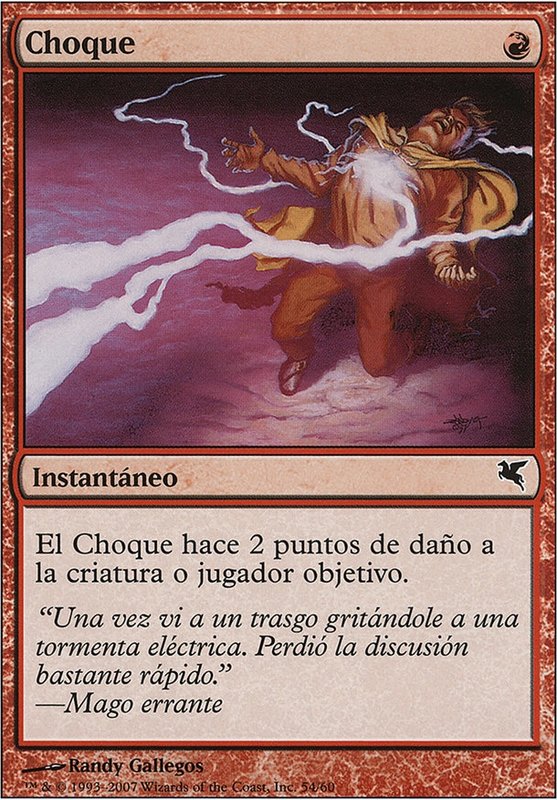 Choque
Instantáneo
El Choque hace 2 puntos de daño a
la criatura o jugador objetivo.
“Una vez vi a un trasgo gritándole a una
tormenta eléctrica. Perdió la discusión
bastante rápido.”
—Mago errante
Randy Gallegos
™ & © 1993-2007 Wizards of the Coast, Inc. 54/60